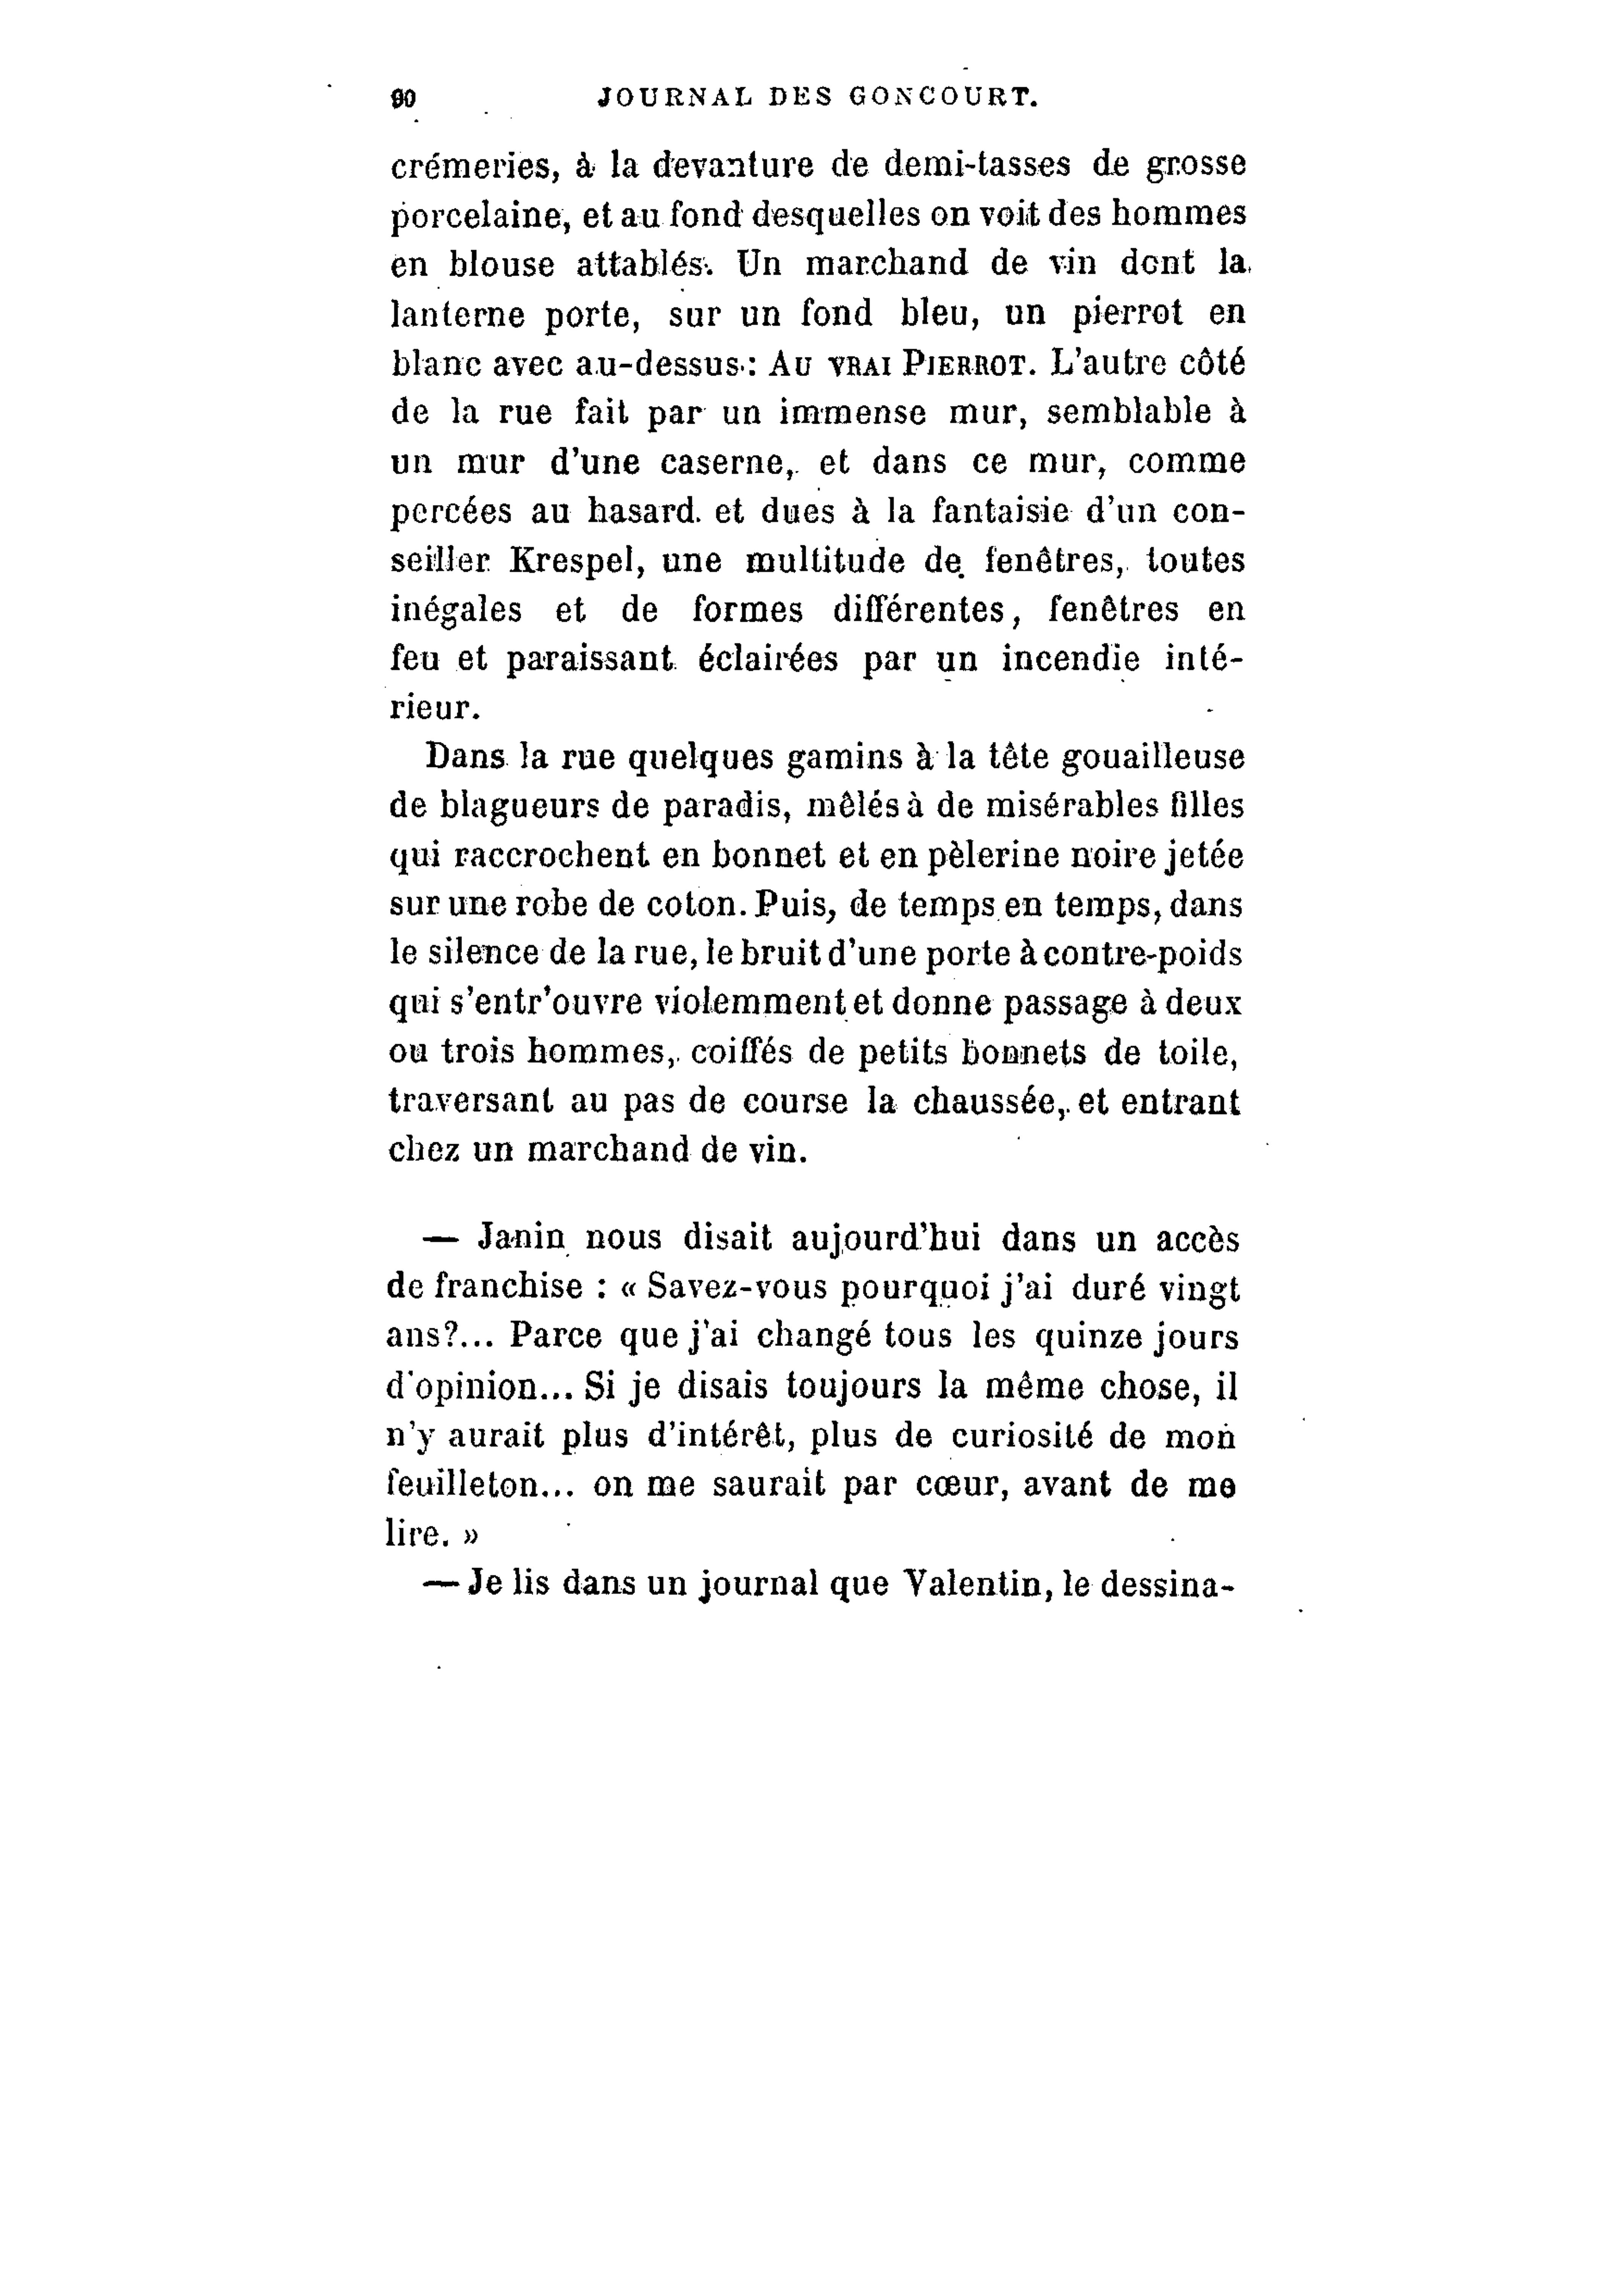 90 JOURNAL DES GONCOURT.
crémeries, à la devanture de demi-tasses de grosse
porcelaine, et au fond desquelles on voit des hommes
en blouse attablés. Un marchand de vin dont la
lanterne porte, sur un fond bleu, un pierrot en
blanc avec au-dessus : AU VRAI PIERROT. L'autre côté
de la rue fait par un immense mur, semblable à
un mur d'une caserne, et dans ce mur, comme
percées au hasard. et dues à la fantaisie d'un con-
seiller Krespel, une multitude de fenêtres, toutes
inégales et de formes différentes, fenêtres en
feu et paraissant éclairées par un incendie inté-
rieur.
Dans la rue quelques gamins à la tête gouailleuse
de blagueurs de paradis, mêlés à de misérables filles
qui raccrochent en bonnet et en pèlerine noire jetée
sur une robe de coton. Puis, de temps en temps, dans
le silence de la rue, le bruit d'une porte à contre-poids
qui s'entr'ouvre violemment et donne passage à deux
ou trois hommes, coiffés de petits bonnets de toile,
traversant au pas de course la chaussée, et entrant
chez un marchand de vin.
— Janin nous disait aujourd'hui dans un accès
de franchise : « Savez-vous pourquoi j'ai duré vingt
ans?... Parce que j'ai changé tous les quinze jours
d'opinion... Si je disais toujours la même chose, il
n'y aurait plus d'intérêt, plus de curiosité de mon
feuilleton... on me saurait par cœur, avant de me
lire. »
— Je lis dans un journal que Valentin, le dessina-